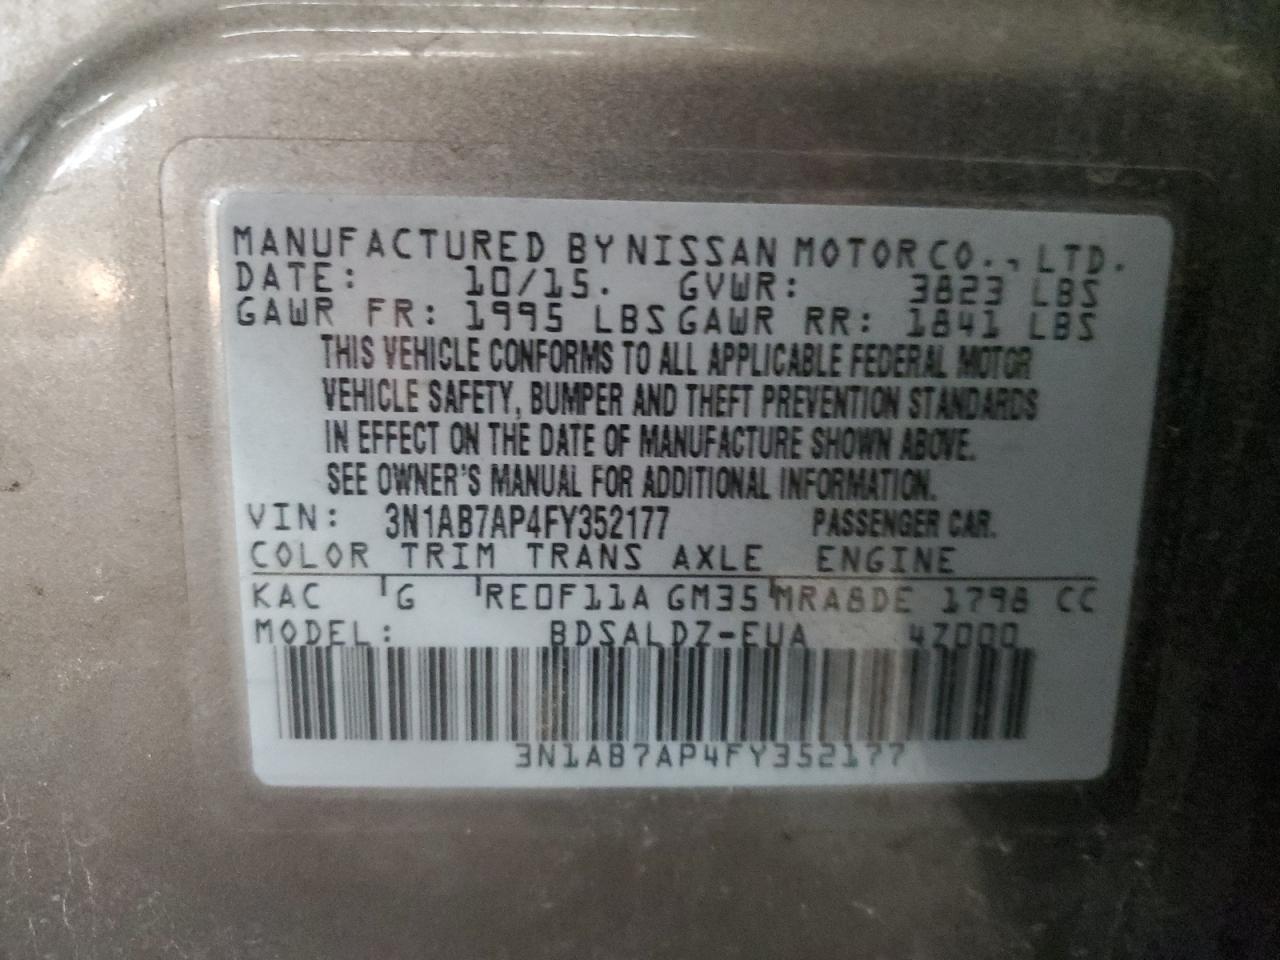 MANUFACTURED BY NISSAN MOTOR CO., LTD.
DATE: 10/15. GVWR: 3823 LBS
GAWR FR: 1995 LBS GAWR RR: 1841 LBS
THIS VEHICLE CONFORMS TO ALL APPLICABLE FEDERAL MOTOR
VEHICLE SAFETY, BUMPER AND THEFT PREVENTION STANDARDS
IN EFFECT ON THE DATE OF MANUFACTURE SHOWN ABOVE.
SEE OWNER'S MANUAL FOR ADDITIONAL INFORMATION.
VIN: 3N1AB7AP4FY352177 PASSENGER CAR.
COLOR TRIM TRANS AXLE ENGINE
KAC G RE0F11A GM35 MRA8DE 1798 CC
MODEL: BDSALDZ-EUA 4Z000
3N1AB7AP4FY352177